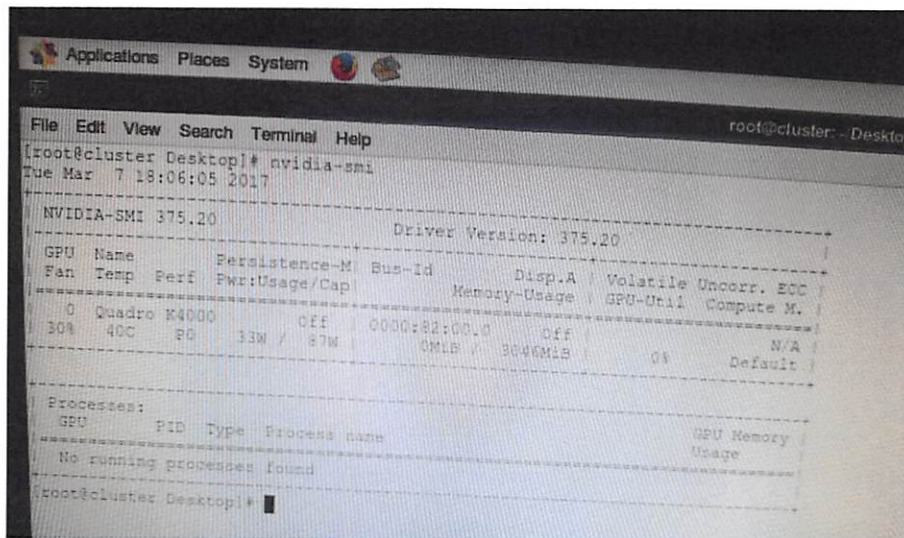 Applications Places System
root@cluster:~Deskto
File Edit View Search Terminal Help
[root@cluster Desktop]# nvidia-smi
Tue Mar 7 18:06:05 2017
NVIDIA-SMI 375.20 Driver Version: 375.20
GPU Name Persistence-M| Bus-Id Disp.A | Volatile Uncorr. ECC |
Fan Temp Perf Pwr:Usage/Cap| Memory-Usage | GPU-Util Compute M. |
0 Quadro K4000 Off | 0000:82:00.0 Off | N/A |
30% 40C P0 33W / 87W | 0MiB / 3046MiB | 0% Default |
Processes: GPU Memory |
GPU PID Type Process name Usage |
No running processes found
[root@cluster Desktop]#